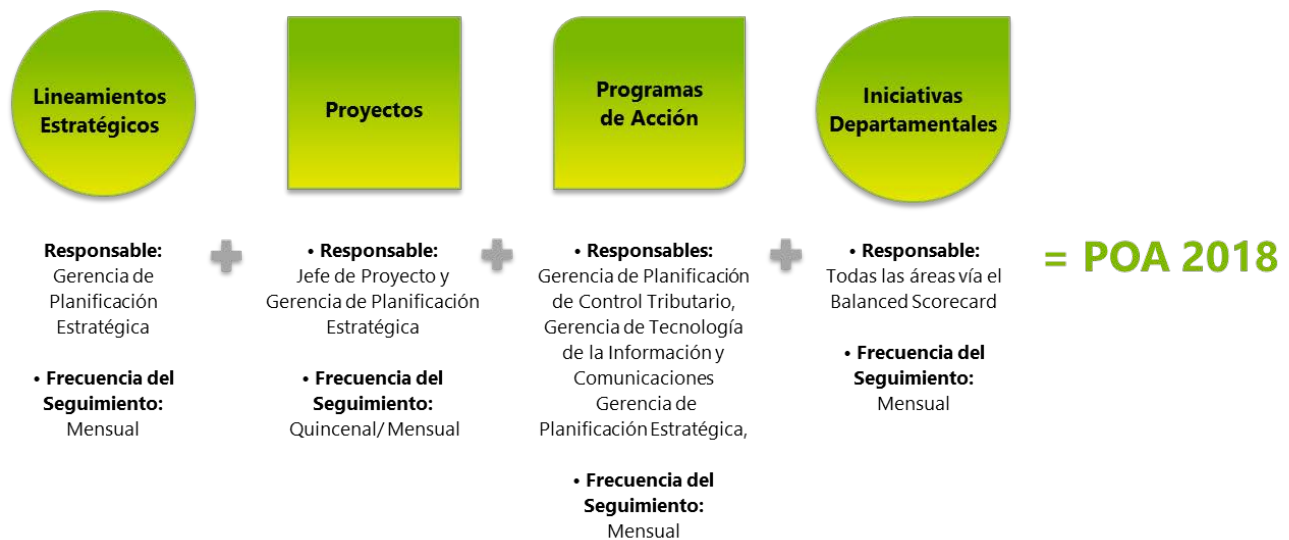 Lineamientos
Estratégicos
Proyectos
Programas
de Acción
Iniciativas
Departamentales
Responsable:
Gerencia de
Planificación
Estratégica
• Frecuencia del
Seguimiento:
Mensual
• Responsable:
Jefe de Proyecto y
Gerencia de Planificación
Estratégica
• Frecuencia del
Seguimiento:
Quincenal/ Mensual
• Responsables:
Gerencia de Planificación
de Control Tributario,
Gerencia de Tecnología
de la Información y
Comunicaciones
Gerencia de
Planificación Estratégica,
• Frecuencia del
Seguimiento:
Mensual
• Responsable:
Todas las áreas vía el
Balanced Scorecard
• Frecuencia del
Seguimiento:
Mensual
= POA 2018